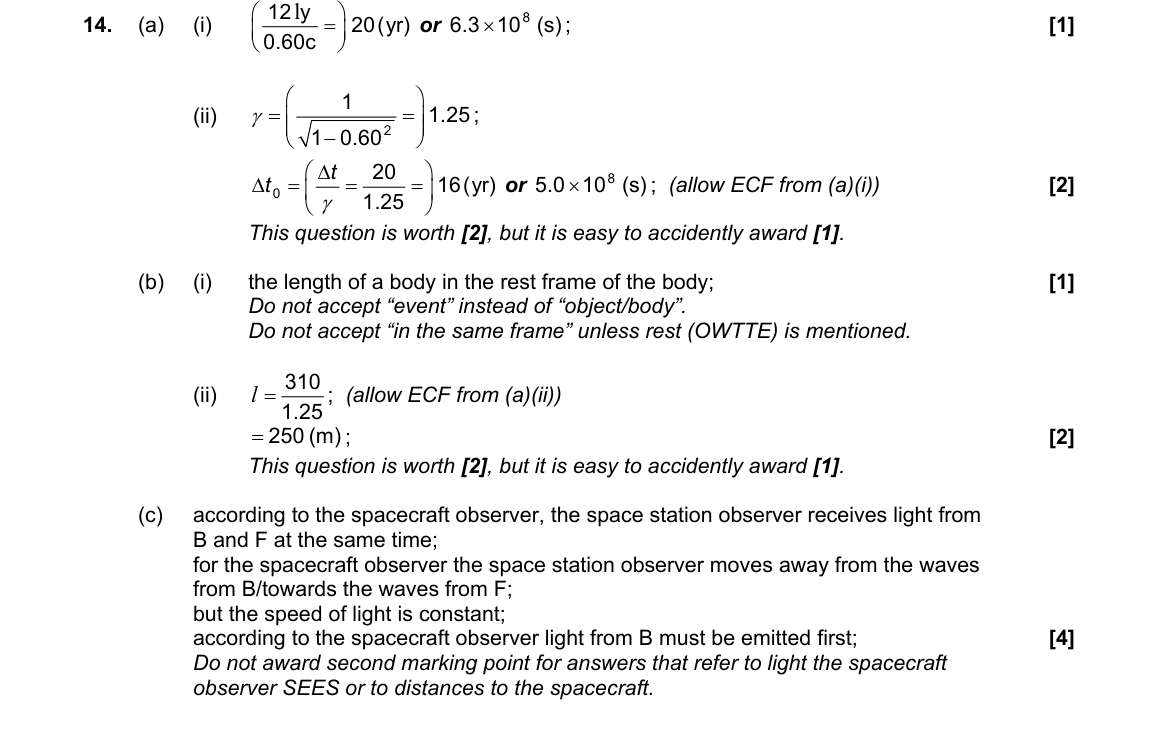 14. (a) (i) (12 ly / 0.60c =) 20 (yr) or 6.3 × 10⁸ (s); [1]
(ii) γ = (1 / √(1 − 0.60²) =) 1.25;
Δt₀ = (Δt / γ = 20 / 1.25 =) 16 (yr) or 5.0 × 10⁸ (s); (allow ECF from (a)(i)) [2]
This question is worth [2], but it is easy to accidently award [1].
(b) (i) the length of a body in the rest frame of the body; [1]
Do not accept “event” instead of “object/body”.
Do not accept “in the same frame” unless rest (OWTTE) is mentioned.
(ii) l = 310 / 1.25; (allow ECF from (a)(ii))
= 250 (m); [2]
This question is worth [2], but it is easy to accidently award [1].
(c) according to the spacecraft observer, the space station observer receives light from
B and F at the same time;
for the spacecraft observer the space station observer moves away from the waves
from B/towards the waves from F;
but the speed of light is constant;
according to the spacecraft observer light from B must be emitted first; [4]
Do not award second marking point for answers that refer to light the spacecraft
observer SEES or to distances to the spacecraft.